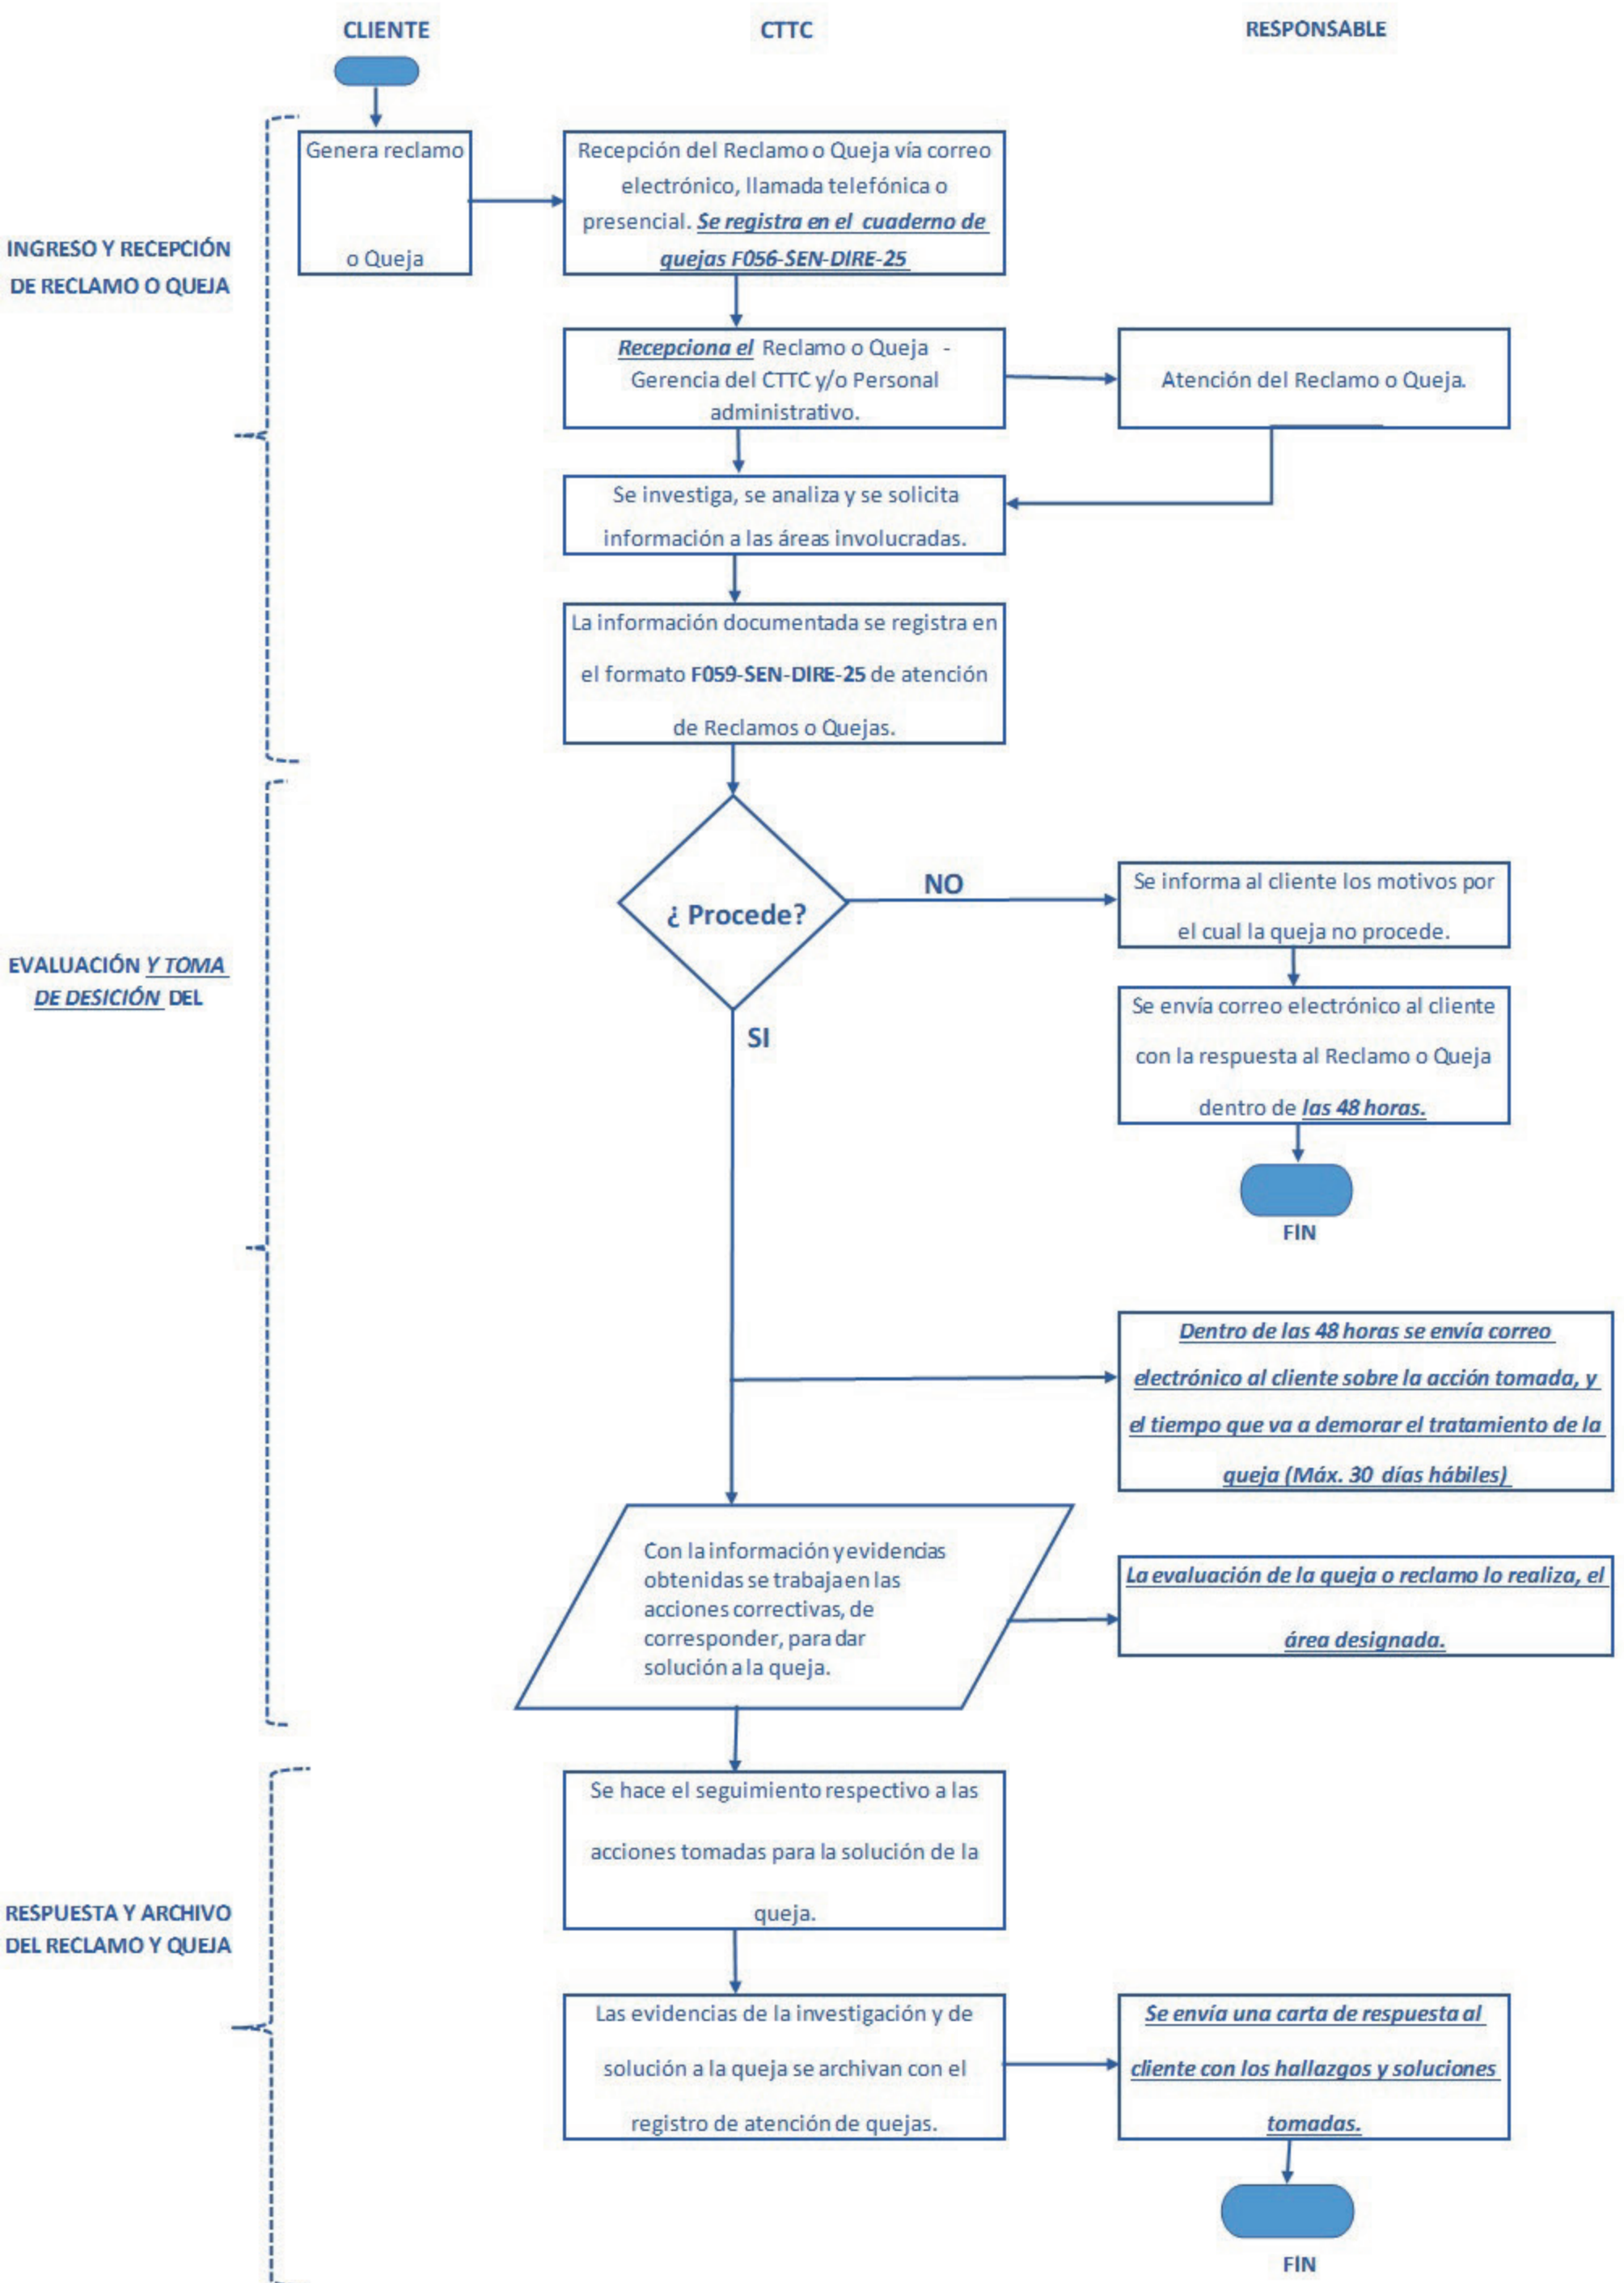 CLIENTE
CTTC
RESPONSABLE
INGRESO Y RECEPCIÓN
DE RECLAMO O QUEJA
Genera reclamo
o Queja
Recepción del Reclamo o Queja vía correo
electrónico, llamada telefónica o
presencial. Se registra en el cuaderno de
quejas F056-SEN-DIRE-25
Recepciona el Reclamo o Queja -
Gerencia del CTTC y/o Personal
administrativo.
Atención del Reclamo o Queja.
Se investiga, se analiza y se solicita
información a las áreas involucradas.
La información documentada se registra en
el formato F059-SEN-DIRE-25 de atención
de Reclamos o Quejas.
EVALUACIÓN Y TOMA
DE DESICIÓN DEL
¿ Procede?
NO
SI
Se informa al cliente los motivos por
el cual la queja no procede.
Se envía correo electrónico al cliente
con la respuesta al Reclamo o Queja
dentro de las 48 horas.
FIN
Dentro de las 48 horas se envía correo
electrónico al cliente sobre la acción tomada, y
el tiempo que va a demorar el tratamiento de la
queja (Máx. 30 días hábiles)
Con la información y evidencias
obtenidas se trabaja en las
acciones correctivas, de
corresponder, para dar
solución a la queja.
La evaluación de la queja o reclamo lo realiza, el
área designada.
RESPUESTA Y ARCHIVO
DEL RECLAMO Y QUEJA
Se hace el seguimiento respectivo a las
acciones tomadas para la solución de la
queja.
Las evidencias de la investigación y de
solución a la queja se archivan con el
registro de atención de quejas.
Se envía una carta de respuesta al
cliente con los hallazgos y soluciones
tomadas.
FIN